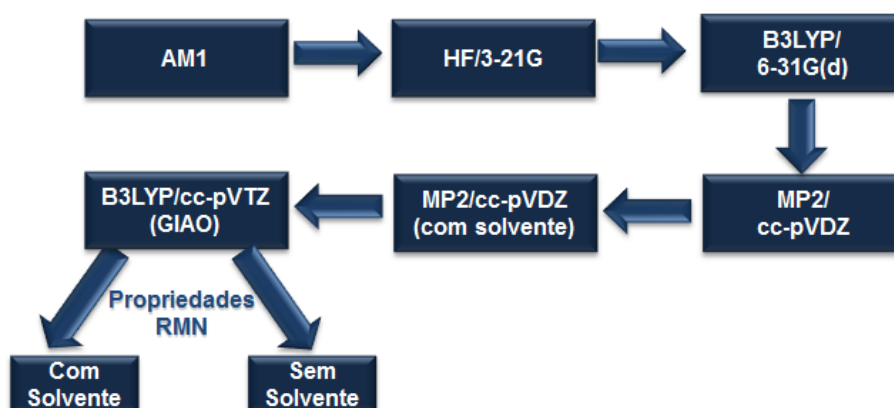 AM1
HF/3-21G
B3LYP/
6-31G(d)
B3LYP/cc-pVTZ
(GIAO)
MP2/cc-pVDZ
(com solvente)
MP2/
cc-pVDZ
Propriedades
RMN
Com
Solvente
Sem
Solvente